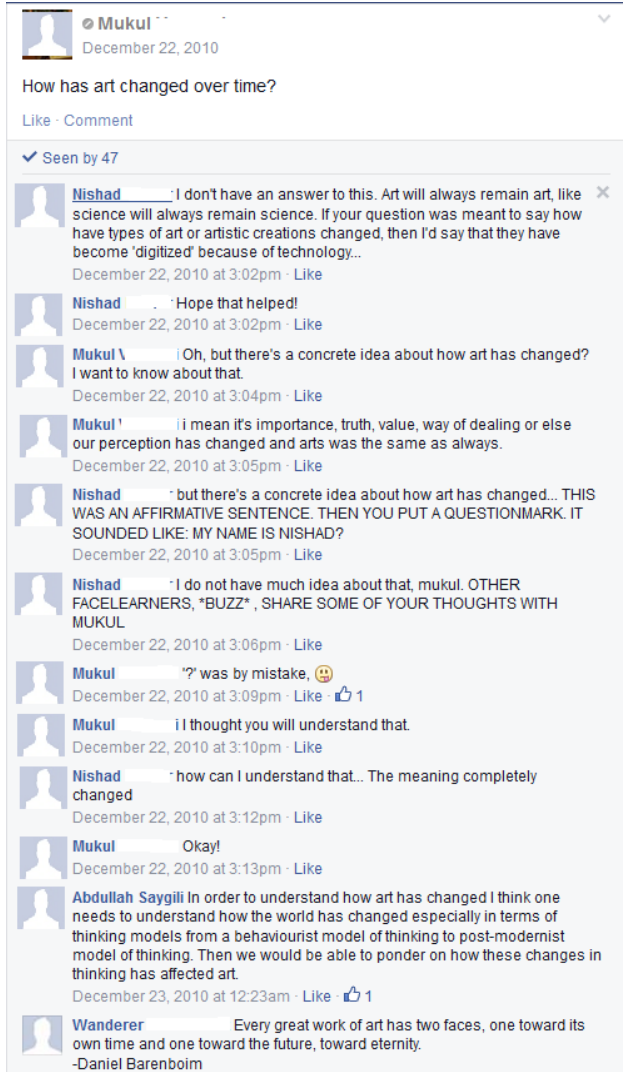 Mukul
December 22, 2010
How has art changed over time?
Like · Comment
Seen by 47
Nishad I don't have an answer to this. Art will always remain art, like
science will always remain science. If your question was meant to say how
have types of art or artistic creations changed, then I'd say that they have
become 'digitized' because of technology...
December 22, 2010 at 3:02pm · Like
Nishad Hope that helped!
December 22, 2010 at 3:02pm · Like
Mukul Oh, but there's a concrete idea about how art has changed?
I want to know about that.
December 22, 2010 at 3:04pm · Like
Mukul i mean it's importance, truth, value, way of dealing or else
our perception has changed and arts was the same as always.
December 22, 2010 at 3:05pm · Like
Nishad but there's a concrete idea about how art has changed... THIS
WAS AN AFFIRMATIVE SENTENCE. THEN YOU PUT A QUESTIONMARK. IT
SOUNDED LIKE: MY NAME IS NISHAD?
December 22, 2010 at 3:05pm · Like
Nishad I do not have much idea about that, mukul. OTHER
FACELEARNERS, *BUZZ* , SHARE SOME OF YOUR THOUGHTS WITH
MUKUL
December 22, 2010 at 3:06pm · Like
Mukul '?' was by mistake,
December 22, 2010 at 3:09pm · Like · 1
Mukul I thought you will understand that.
December 22, 2010 at 3:10pm · Like
Nishad how can I understand that... The meaning completely
changed
December 22, 2010 at 3:12pm · Like
Mukul Okay!
December 22, 2010 at 3:13pm · Like
Abdullah Saygili In order to understand how art has changed I think one
needs to understand how the world has changed especially in terms of
thinking models from a behaviourist model of thinking to post-modernist
model of thinking. Then we would be able to ponder on how these changes in
thinking has affected art.
December 23, 2010 at 12:23am · Like · 1
Wanderer Every great work of art has two faces, one toward its
own time and one toward the future, toward eternity.
-Daniel Barenboim